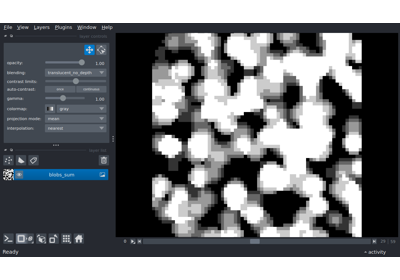 File View Layers Plugins Window Help
opacity: 1.00
blending: translucent_no_depth
contrast limits:
auto-contrast: once continuous
gamma: 1.00
colormap: gray
projection mode: mean
interpolation: nearest
blobs_sum
Ready
activity